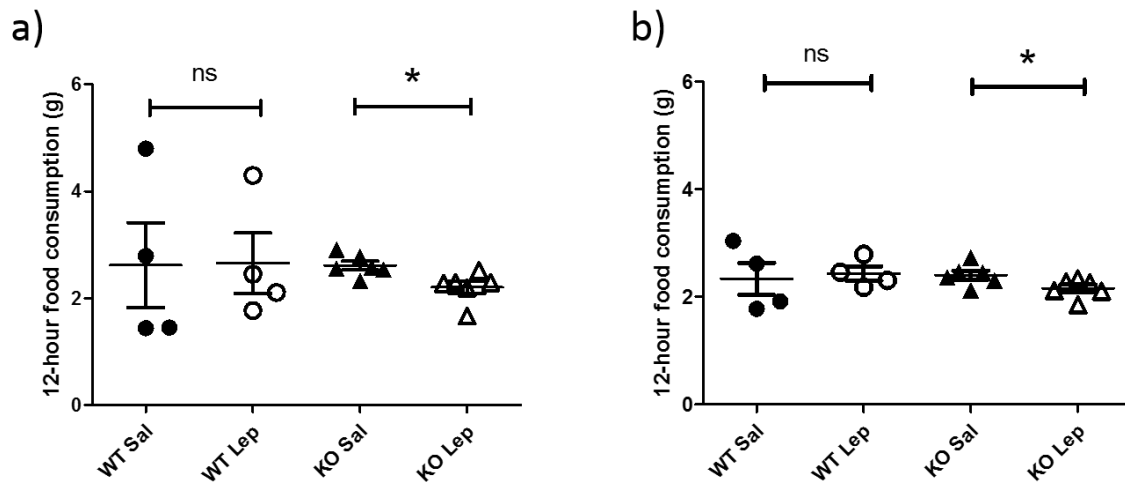 a)
ns
*
6
4
2
0
12-hour food consumption (g)
WT Sal
WT Lep
KO Sal
KO Lep
b)
ns
*
6
4
2
0
12-hour food consumption (g)
WT Sal
WT Lep
KO Sal
KO Lep